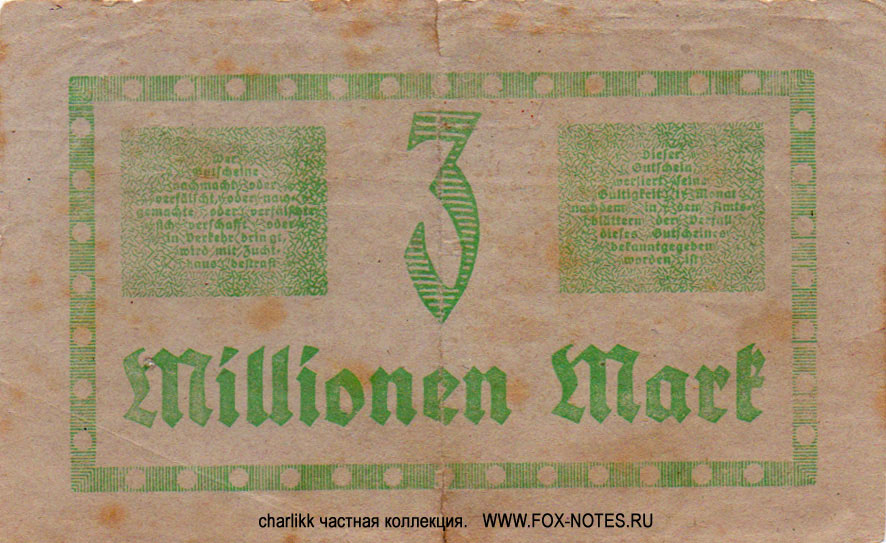 Wer
Gutscheine
nachmacht oder
verfälscht, oder nach-
gemachte oder verfälschte
sich verschafft oder
in Verkehr bringt,
wird mit Zucht-
haus bestraft
3
Dieser
Gutschein
verliert seine
Gültigkeit 1 Monat
nachdem in den Amts-
blättern der Verfall
dieses Gutscheines
bekanntgegeben
worden ist.
Millionen Mark
charlikk частная коллекция. WWW.FOX-NOTES.RU